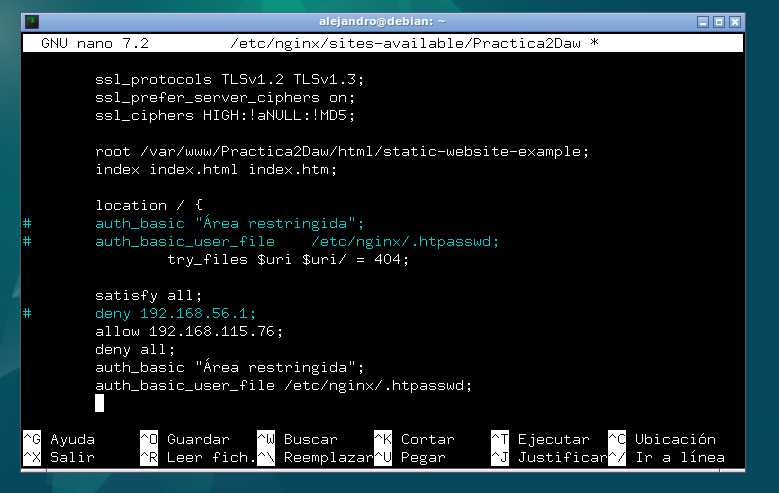 alejandro@debian: ~
GNU nano 7.2 /etc/nginx/sites-available/Practica2Daw *
ssl_protocols TLSv1.2 TLSv1.3;
ssl_prefer_server_ciphers on;
ssl_ciphers HIGH:!aNULL:!MD5;
root /var/www/Practica2Daw/html/static-website-example;
index index.html index.htm;
location / {
# auth_basic "Área restringida";
# auth_basic_user_file /etc/nginx/.htpasswd;
try_files $uri $uri/ = 404;
satisfy all;
# deny 192.168.56.1;
allow 192.168.115.76;
deny all;
auth_basic "Área restringida";
auth_basic_user_file /etc/nginx/.htpasswd;
^G Ayuda ^O Guardar ^W Buscar ^K Cortar ^T Ejecutar ^C Ubicación
^X Salir ^R Leer fich. ^\ Reemplazar ^U Pegar ^J Justificar ^/ Ir a línea